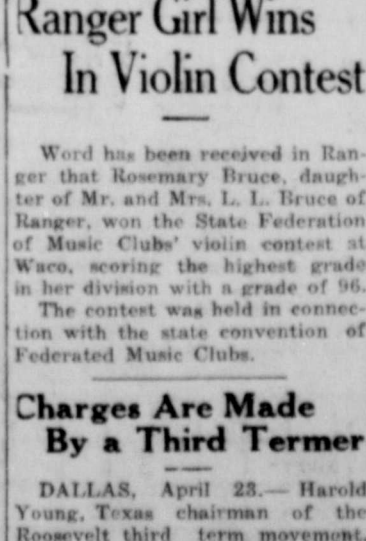 Ranger Girl Wins
In Violin Contest
Word has been received in Ran-
ger that Rosemary Bruce, daugh-
ter of Mr. and Mrs. L. L. Bruce of
Ranger, won the State Federation
of Music Clubs' violin contest at
Waco, scoring the highest grade
in her division with a grade of 96.
The contest was held in connec-
tion with the state convention of
Federated Music Clubs.
Charges Are Made
By a Third Termer
DALLAS, April 23.— Harold
Young, Texas chairman of the
Roosevelt third term movement,